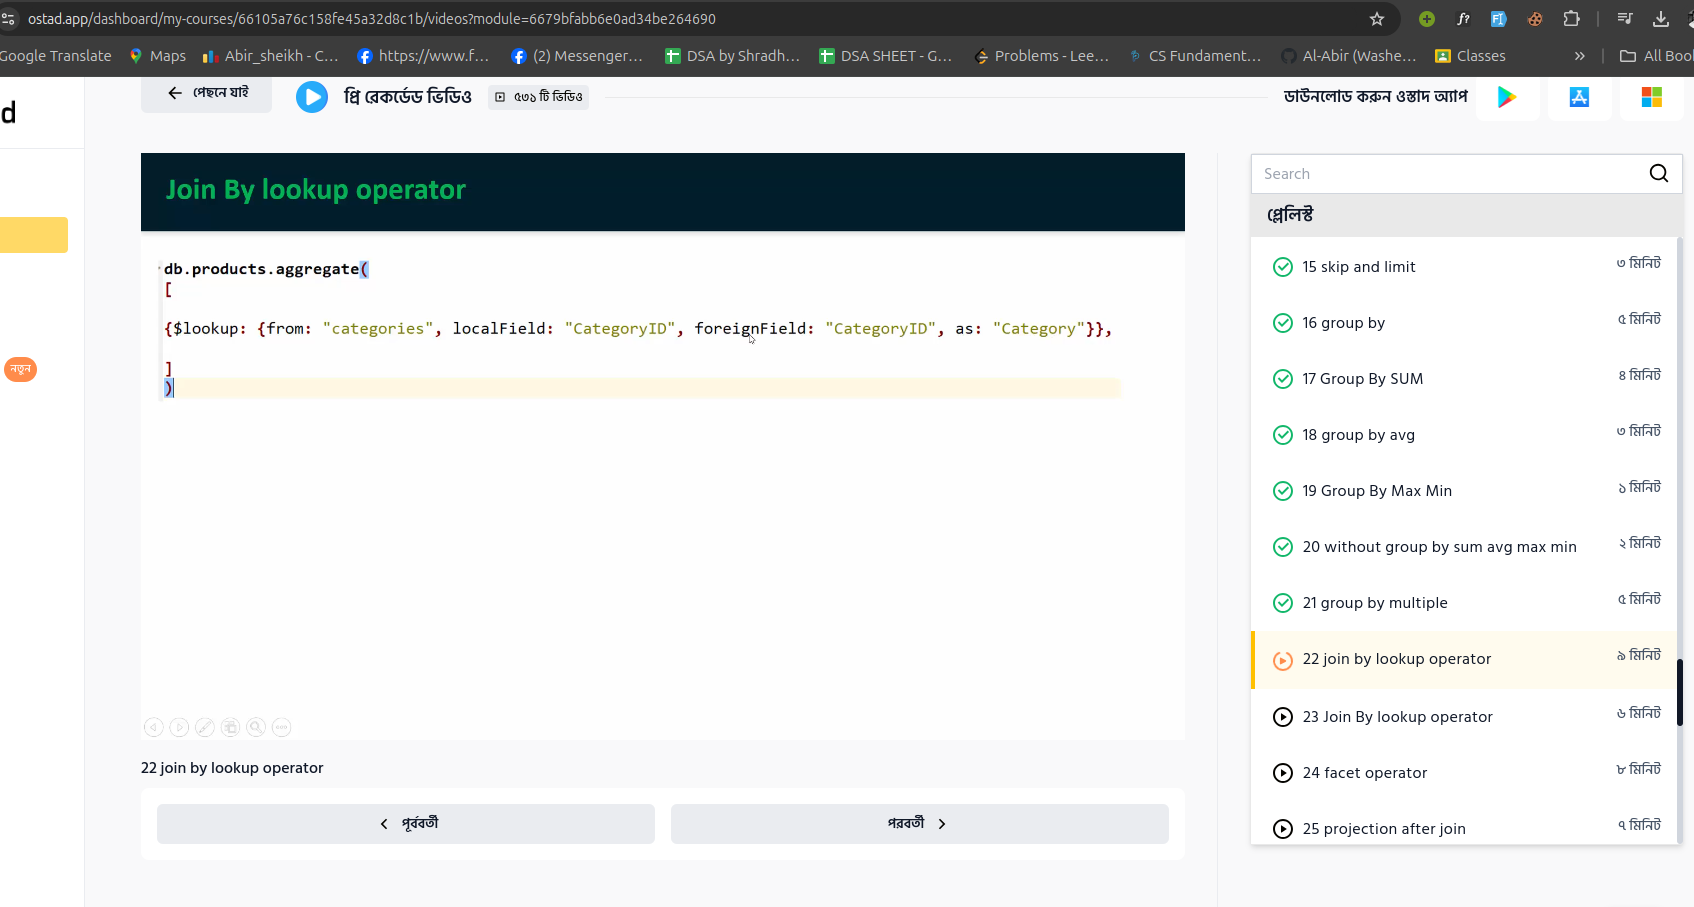 ostad.app/dashboard/my-courses/66105a76c158fe45a32d8c1b/videos?module=6679bfabb6e0ad34be264690
Google Translate Maps Abir_sheikh - C... https://www.f... (2) Messenger... DSA by Shradh... DSA SHEET - G... Problems - Lee... CS Fundament... Al-Abir (Washe... Classes » All Boo
d
পেছনে যাই প্রি রেকর্ডেড ভিডিও ৫৩১ টি ভিডিও ডাউনলোড করুন ওস্তাদ অ্যাপ
নতুন
Join By lookup operator
db.products.aggregate(
[
{$lookup: {from: "categories", localField: "CategoryID", foreignField: "CategoryID", as: "Category"}},
]
)
22 join by lookup operator
পূর্ববর্তী
পরবর্তী
Search
প্লেলিস্ট
15 skip and limit ৩ মিনিট
16 group by ৫ মিনিট
17 Group By SUM ৪ মিনিট
18 group by avg ৩ মিনিট
19 Group By Max Min ১ মিনিট
20 without group by sum avg max min ২ মিনিট
21 group by multiple ৫ মিনিট
22 join by lookup operator ৯ মিনিট
23 Join By lookup operator ৬ মিনিট
24 facet operator ৮ মিনিট
25 projection after join ৭ মিনিট